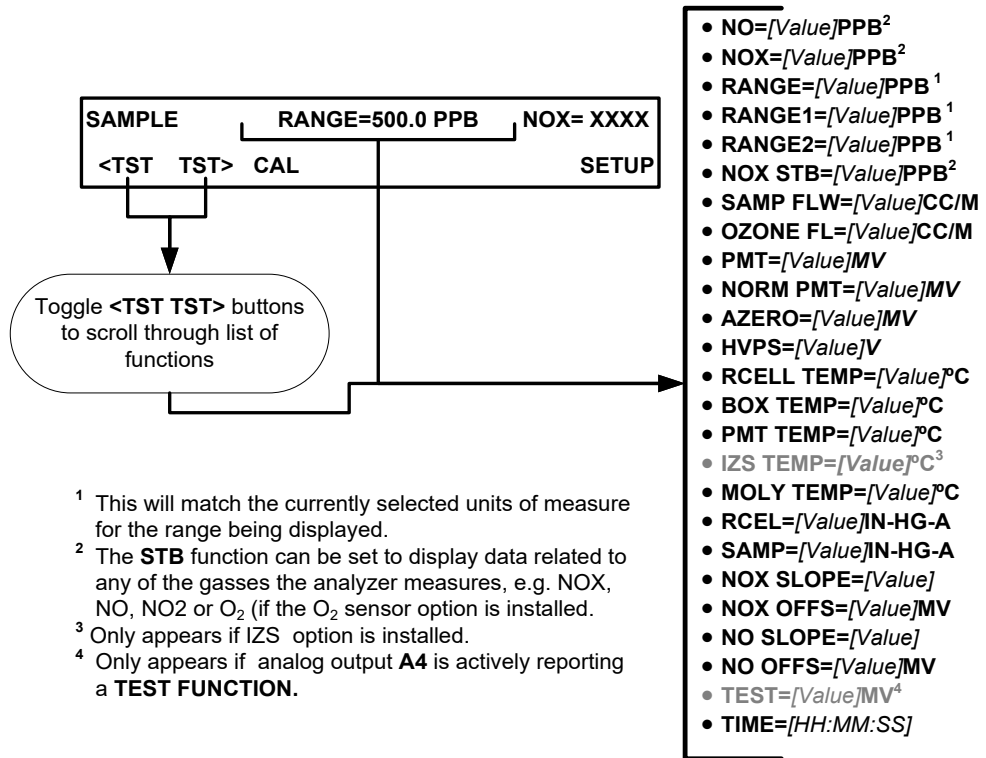 SAMPLE RANGE=500.0 PPB NOX= XXXX
<TST TST> CAL SETUP
Toggle <TST TST> buttons
to scroll through list of
functions
• NO=[Value]PPB²
• NOX=[Value]PPB²
• RANGE=[Value]PPB ¹
• RANGE1=[Value]PPB ¹
• RANGE2=[Value]PPB ¹
• NOX STB=[Value]PPB²
• SAMP FLW=[Value]CC/M
• OZONE FL=[Value]CC/M
• PMT=[Value]MV
• NORM PMT=[Value]MV
• AZERO=[Value]MV
• HVPS=[Value]V
• RCELL TEMP=[Value]ºC
• BOX TEMP=[Value]ºC
• PMT TEMP=[Value]ºC
• IZS TEMP=[Value]ºC³
• MOLY TEMP=[Value]ºC
• RCEL=[Value]IN-HG-A
• SAMP=[Value]IN-HG-A
• NOX SLOPE=[Value]
• NOX OFFS=[Value]MV
• NO SLOPE=[Value]
• NO OFFS=[Value]MV
• TEST=[Value]MV⁴
• TIME=[HH:MM:SS]
¹ This will match the currently selected units of measure
for the range being displayed.
² The STB function can be set to display data related to
any of the gasses the analyzer measures, e.g. NOX,
NO, NO2 or O₂ (if the O₂ sensor option is installed.
³ Only appears if IZS option is installed.
⁴ Only appears if analog output A4 is actively reporting
a TEST FUNCTION.